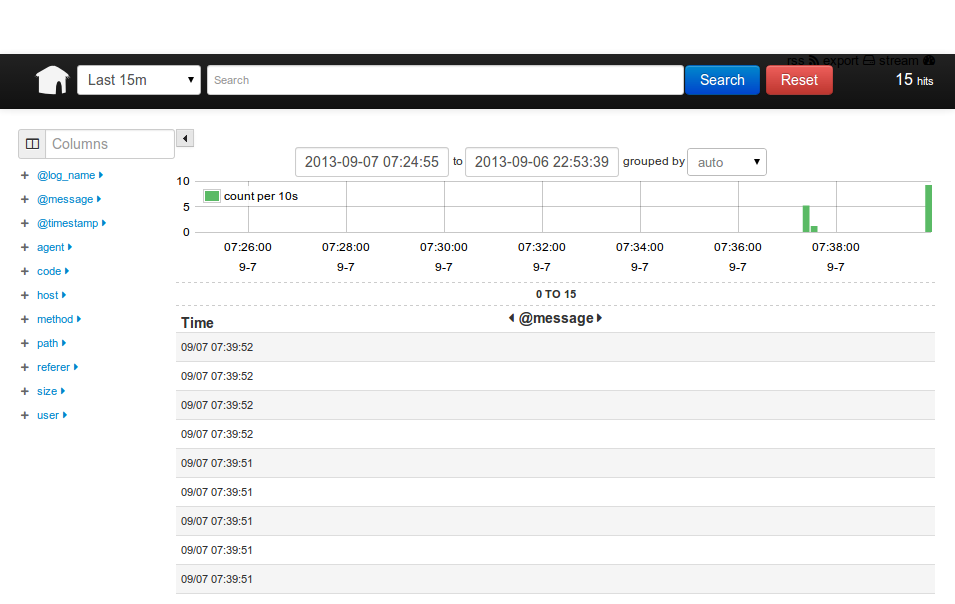 rss export stream
Last 15m Search Search Reset 15 hits
Columns
2013-09-07 07:24:55 to 2013-09-06 22:53:39 grouped by auto
@log_name
@message
@timestamp
agent
code
host
method
path
referer
size
user
10
5
0
count per 10s
07:26:00 07:28:00 07:30:00 07:32:00 07:34:00 07:36:00 07:38:00
9-7 9-7 9-7 9-7 9-7 9-7 9-7
0 TO 15
Time @message
09/07 07:39:52
09/07 07:39:52
09/07 07:39:52
09/07 07:39:52
09/07 07:39:51
09/07 07:39:51
09/07 07:39:51
09/07 07:39:51
09/07 07:39:51